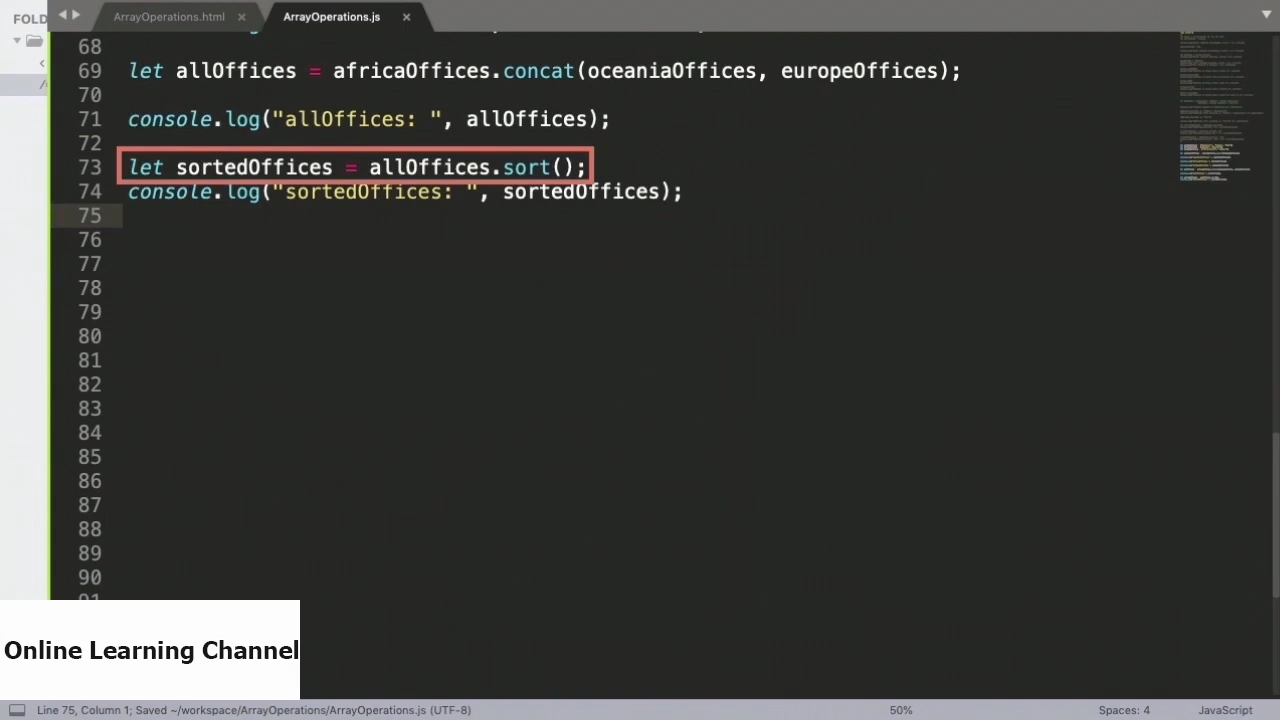 FOLD
ArrayOperations.html ×
ArrayOperations.js ×
68
69 let allOffices = africanOffices.concat(oceaniaOffices, europeOffices);
70
71 console.log("allOffices: ", allOffices);
72
73 let sortedOffices = allOffices.sort();
74 console.log("sortedOffices: ", sortedOffices);
75
76
77
78
79
80
81
82
83
84
85
86
87
88
89
90
91
Online Learning Channel
Line 75, Column 1; Saved ~/workspace/ArrayOperations/ArrayOperations.js (UTF-8)
50%
Spaces: 4
JavaScript